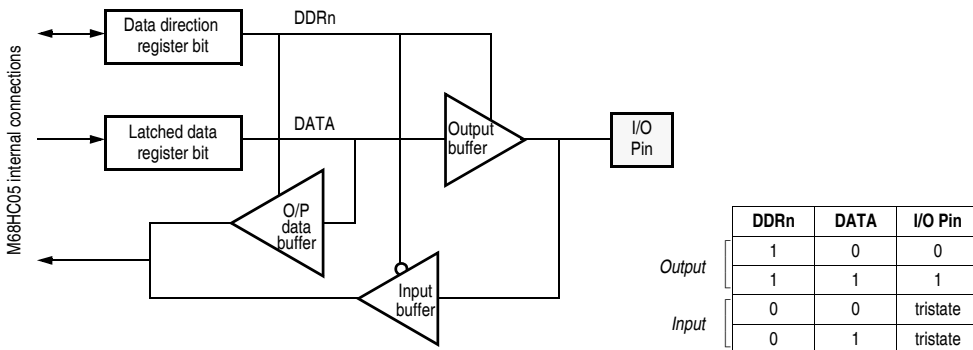 DDRn
Data direction
register bit
M68HC05 internal connections
Latched data
register bit
DATA
Output
buffer
I/O
Pin
O/P
data
buffer
Input
buffer
DDRn DATA I/O Pin
Output
1 0 0
1 1 1
Input
0 0 tristate
0 1 tristate